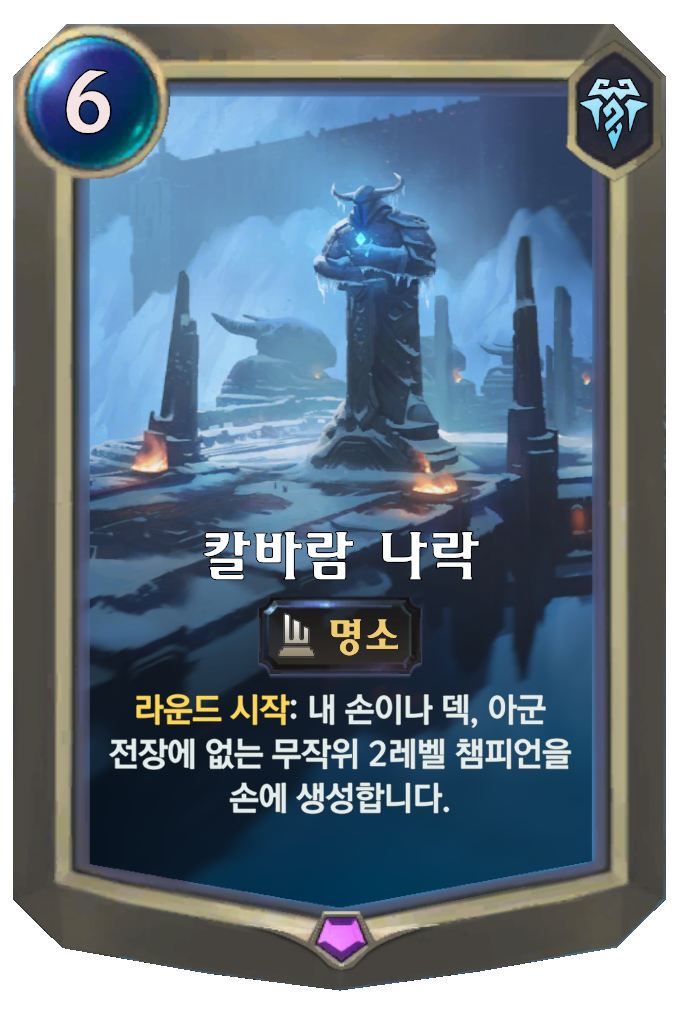 6
칼바람 나락
명소
라운드 시작: 내 손이나 덱, 아군
전장에 없는 무작위 2레벨 챔피언을
손에 생성합니다.